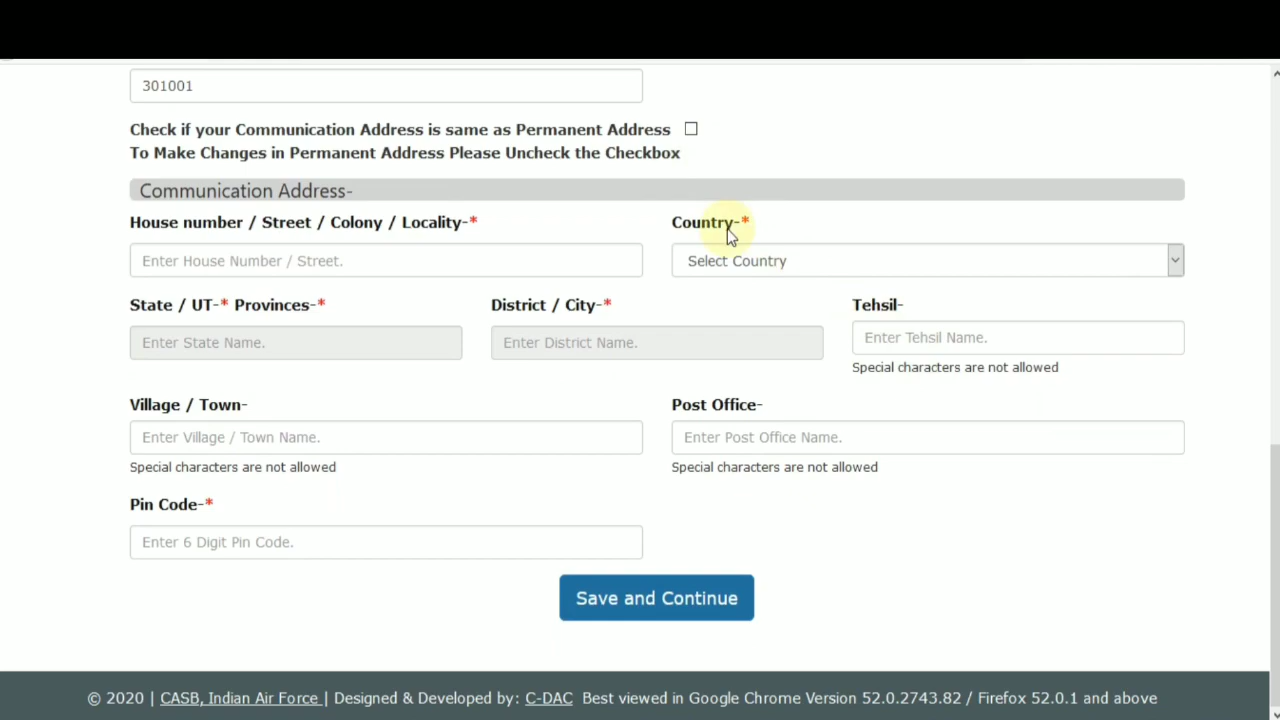 301001
Check if your Communication Address is same as Permanent Address
To Make Changes in Permanent Address Please Uncheck the Checkbox
Communication Address-
House number / Street / Colony / Locality-* Country-*
Enter House Number / Street. Select Country
State / UT-* Provinces-* District / City-* Tehsil-
Enter State Name. Enter District Name. Enter Tehsil Name.
Special characters are not allowed
Village / Town- Post Office-
Enter Village / Town Name. Enter Post Office Name.
Special characters are not allowed Special characters are not allowed
Pin Code-*
Enter 6 Digit Pin Code.
Save and Continue
© 2020 | CASB, Indian Air Force | Designed & Developed by: C-DAC Best viewed in Google Chrome Version 52.0.2743.82 / Firefox 52.0.1 and above